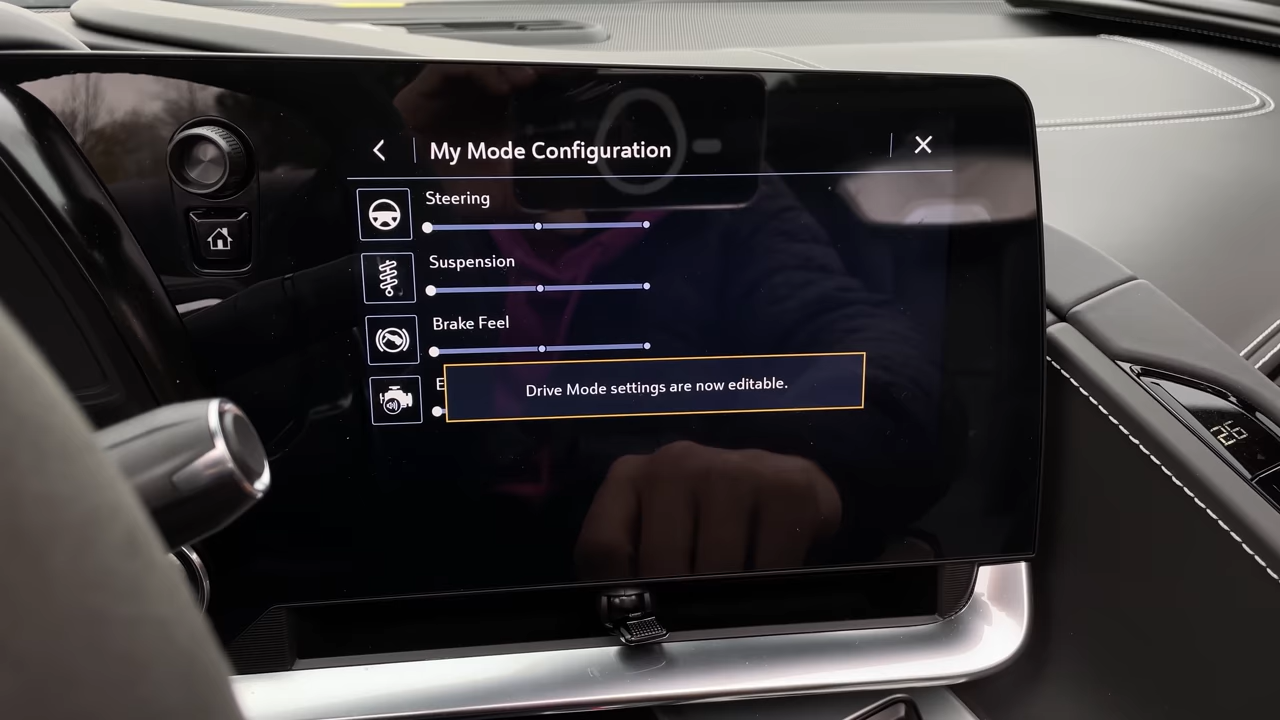 My Mode Configuration
Steering
Suspension
Brake Feel
E
Drive Mode settings are now editable.